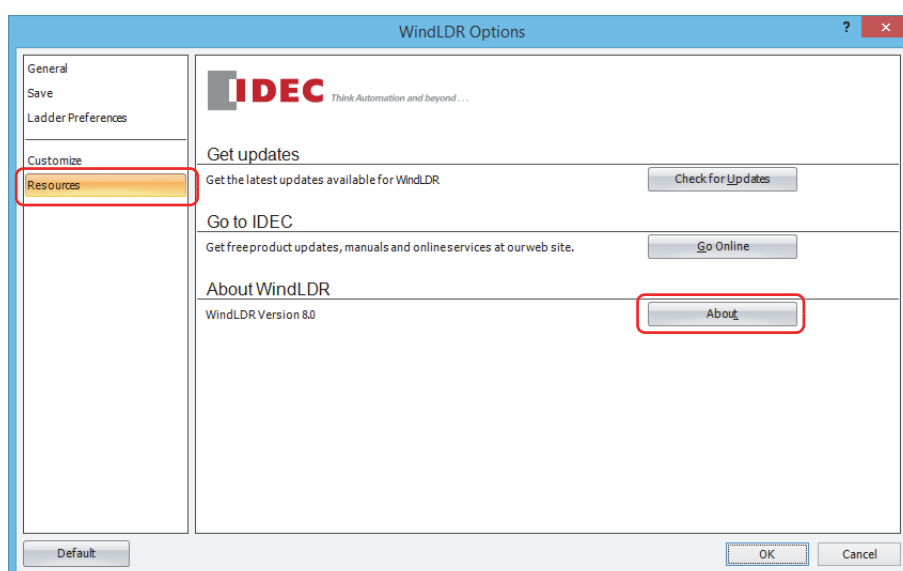 WindLDR Options
?
×
General
Save
Ladder Preferences
Customize
Resources
IDEC Think Automation and beyond . . .
Get updates
Get the latest updates available for WindLDR
Check for Updates
Go to IDEC
Get free product updates, manuals and online services at our web site.
Go Online
About WindLDR
WindLDR Version 8.0
About
Default
OK
Cancel